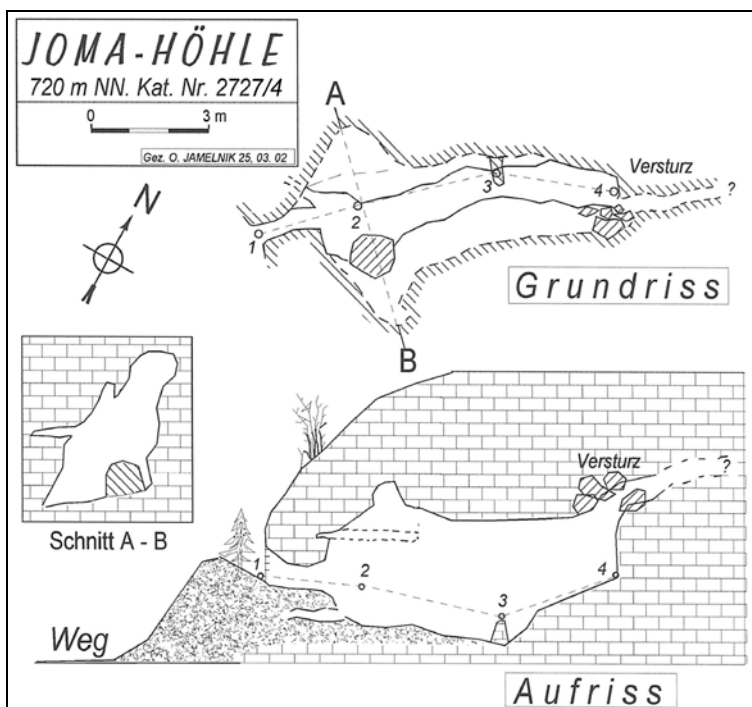 JOMA-HÖHLE
720 m NN. Kat. Nr. 2727/4
0 3 m
Gez. O. JAMELNIK 25, 03. 02
N
A
Versturz
1
2
3
4
?
B
Grundriss
Schnitt A - B
Versturz
?
1
2
3
4
Weg
Aufriss